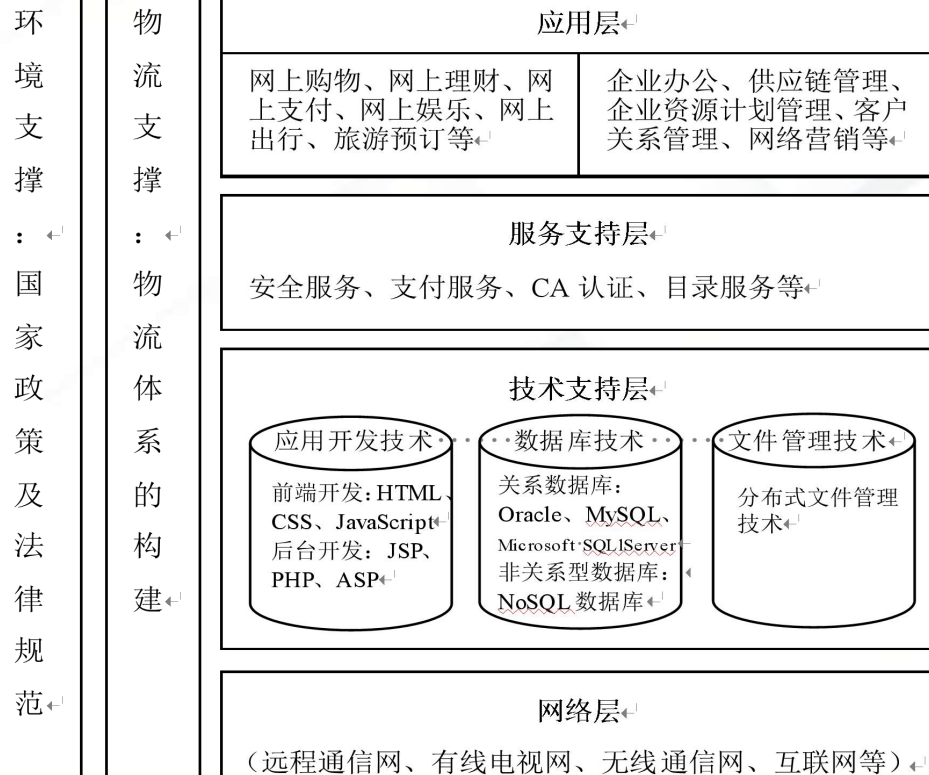 环境支撑：国家政策及法律规范
物流支撑：物流体系的构建
应用层
网上购物、网上理财、网
上支付、网上娱乐、网上
出行、旅游预订等
企业办公、供应链管理、
企业资源计划管理、客户
关系管理、网络营销等
服务支持层
安全服务、支付服务、CA 认证、目录服务等
技术支持层
应用开发技术
前端开发：HTML、
CSS、JavaScript
后台开发：JSP、
PHP、ASP
数据库技术
关系数据库：
Oracle、MySQL、
Microsoft SQLlServer
非关系型数据库：
NoSQL 数据库
文件管理技术
分布式文件管理
技术
网络层
（远程通信网、有线电视网、无线通信网、互联网等）